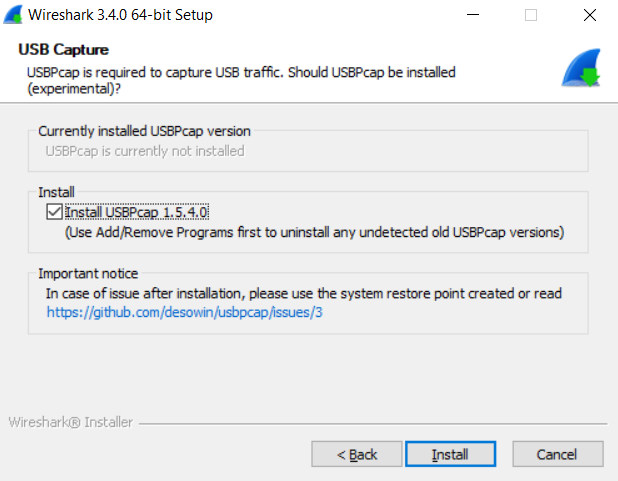 Wireshark 3.4.0 64-bit Setup
USB Capture
USBPcap is required to capture USB traffic. Should USBPcap be installed
(experimental)?
Currently installed USBPcap version
USBPcap is currently not installed
Install
Install USBPcap 1.5.4.0
(Use Add/Remove Programs first to uninstall any undetected old USBPcap versions)
Important notice
In case of issue after installation, please use the system restore point created or read
https://github.com/desowin/usbpcap/issues/3
Wireshark® Installer
< Back
Install
Cancel